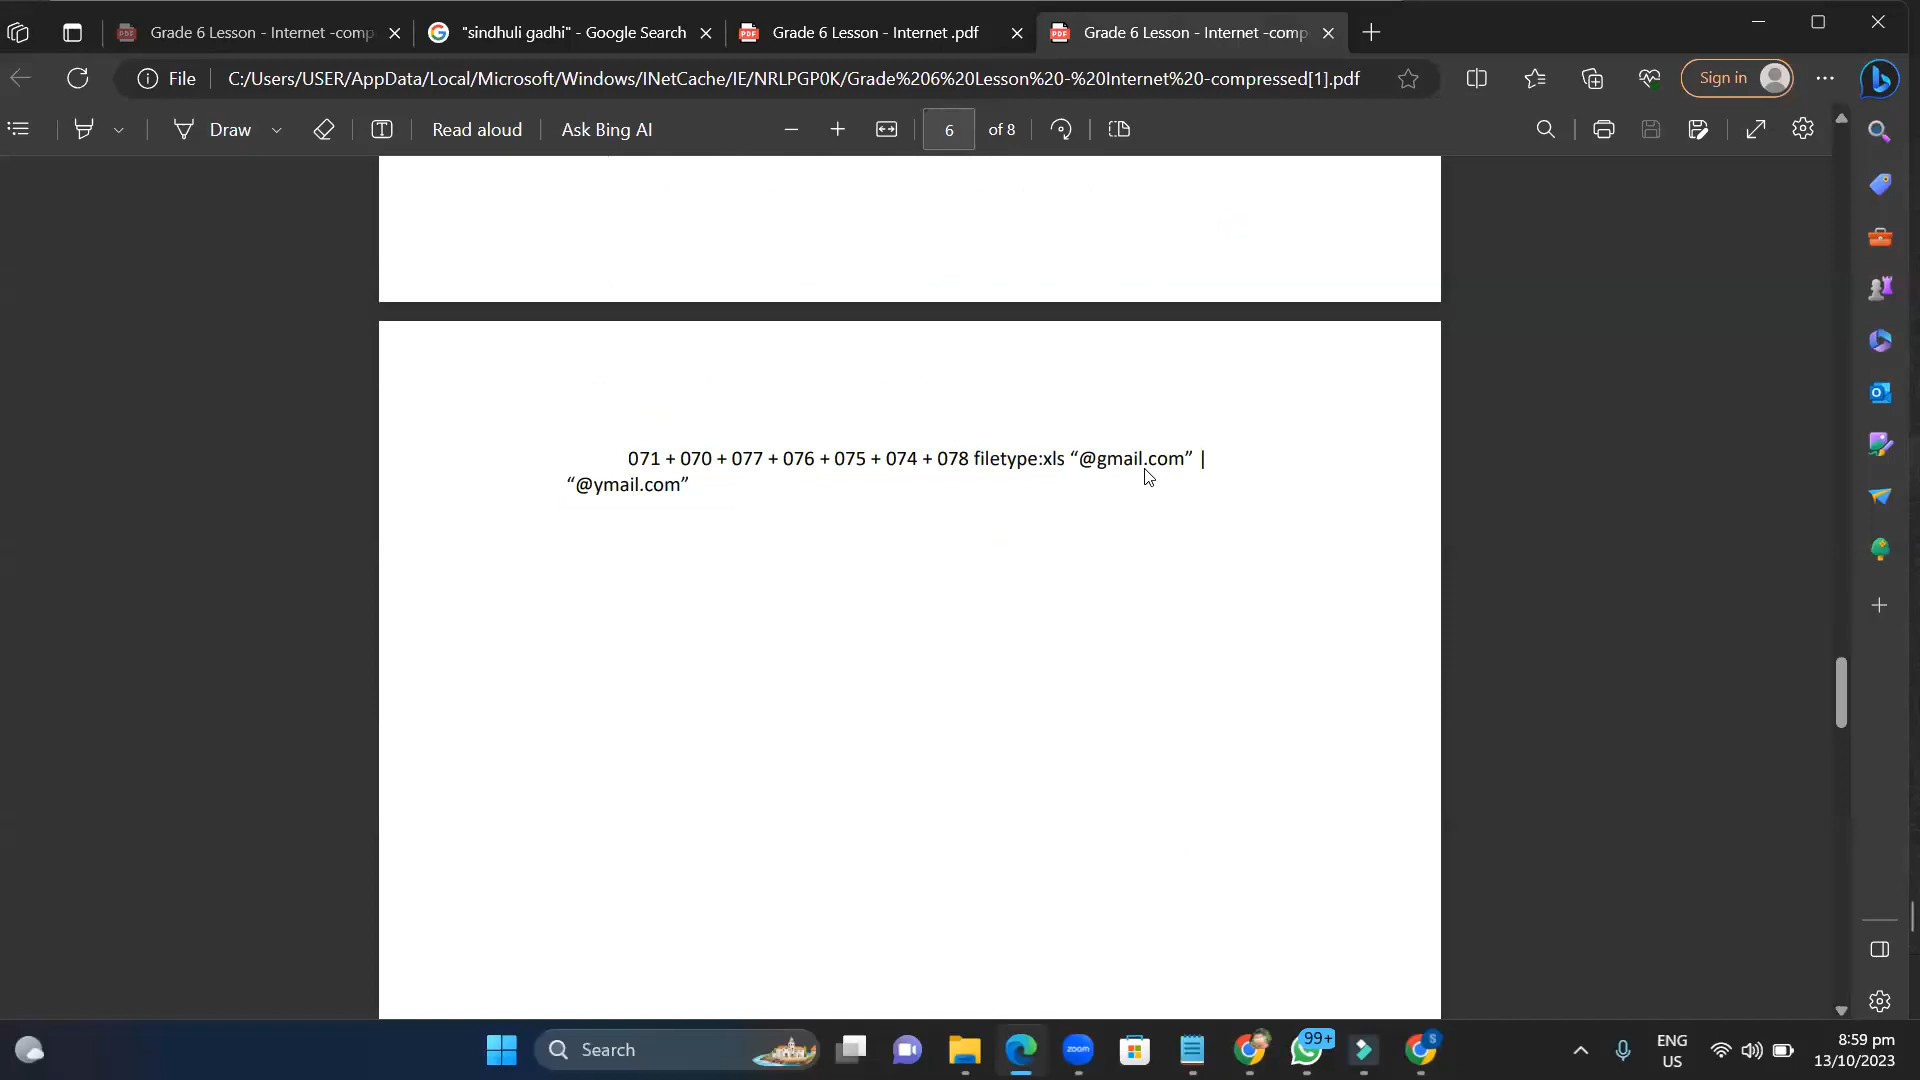 Grade 6 Lesson - Internet -comp
"sindhuli gadhi" - Google Search
Grade 6 Lesson - Internet .pdf
Grade 6 Lesson - Internet -comp
File
C:/Users/USER/AppData/Local/Microsoft/Windows/INetCache/IE/NRLPGP0K/Grade%206%20Lesson%20-%20Internet%20-compressed[1].pdf
Sign in
Draw
Read aloud
Ask Bing AI
6
of 8
071 + 070 + 077 + 076 + 075 + 074 + 078 filetype:xls “@gmail.com” |
“@ymail.com”
Search
zoom
99+
S
ENG
US
8:59 pm
13/10/2023